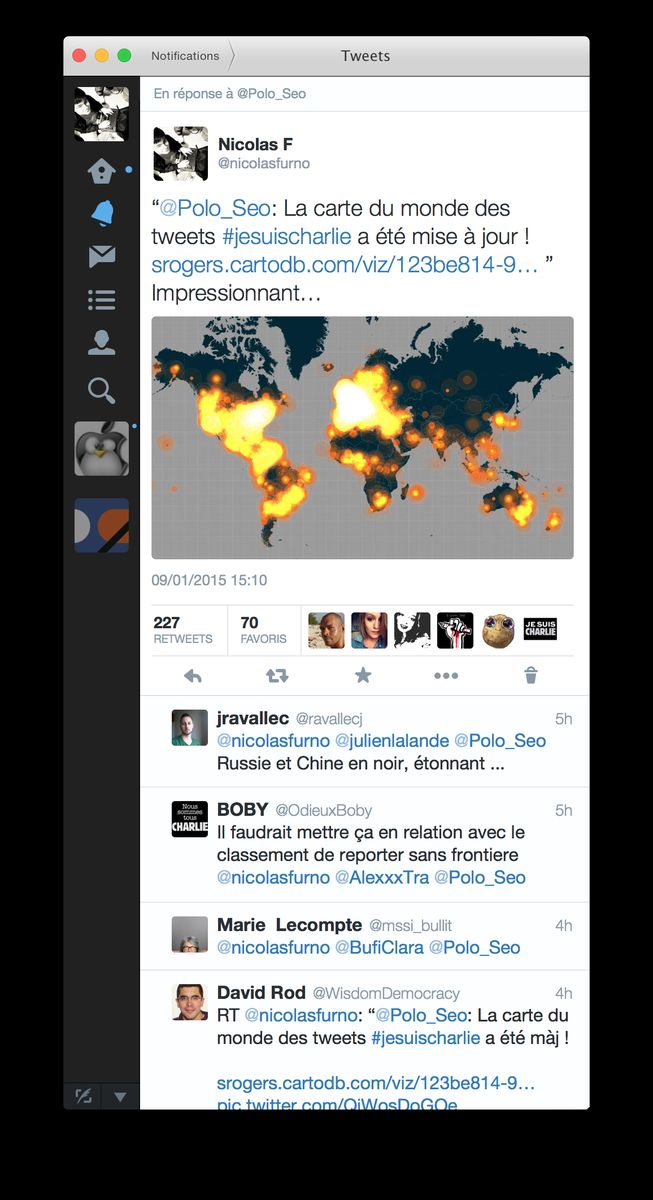 Notifications
Tweets
En réponse à @Polo_Seo
Nicolas F
@nicolasfurno
“@Polo_Seo: La carte du monde des
tweets #jesuischarlie a été mise à jour !
srogers.cartodb.com/viz/123be814-9… ”
Impressionnant…
09/01/2015 15:10
227
RETWEETS
70
FAVORIS
JE SUIS
CHARLIE
jravallec @ravallecj 5h
@nicolasfurno @julienlalande @Polo_Seo
Russie et Chine en noir, étonnant ...
Nous
sommes
tous
CHARLIE
BOBY @OdieuxBoby 5h
Il faudrait mettre ça en relation avec le
classement de reporter sans frontiere
@nicolasfurno @AlexxxTra @Polo_Seo
Marie Lecompte @mssi_bullit 4h
@nicolasfurno @BufiClara @Polo_Seo
David Rod @WisdomDemocracy 4h
RT @nicolasfurno: “@Polo_Seo: La carte du
monde des tweets #jesuischarlie a été màj !
srogers.cartodb.com/viz/123be814-9…
pic.twitter.com/QiWosDoGQe